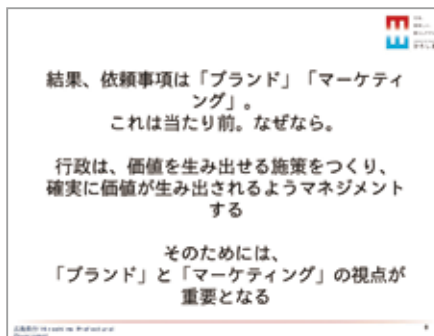 結果、依頼事項は「ブランド」「マーケティ
ング」。
これは当たり前。なぜなら。
行政は、価値を生み出せる施策をつくり、
確実に価値が生み出されるようマネジメント
する
そのためには、
「ブランド」と「マーケティング」の視点が
重要となる